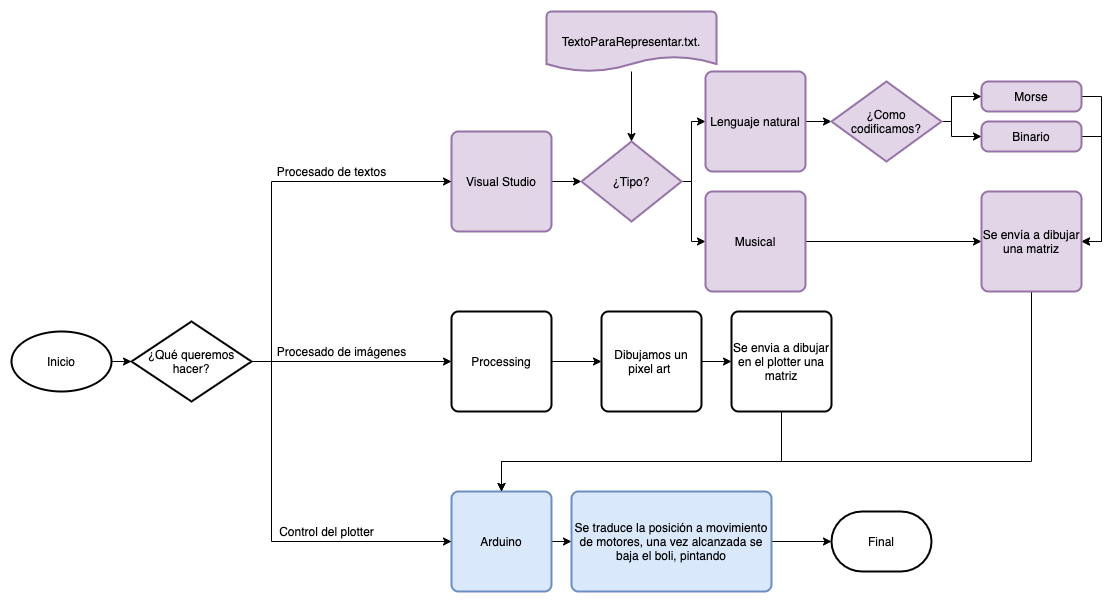 TextoParaRepresentar.txt.
Lenguaje natural
¿Como
codificamos?
Morse
Binario
Procesado de textos
Visual Studio
¿Tipo?
Musical
Se envia a dibujar
una matriz
Inicio
¿Qué queremos
hacer?
Procesado de imágenes
Processing
Dibujamos un
pixel art
Se envia a dibujar
en el plotter una
matriz
Control del plotter
Arduino
Se traduce la posición a movimiento
de motores, una vez alcanzada se
baja el boli, pintando
Final